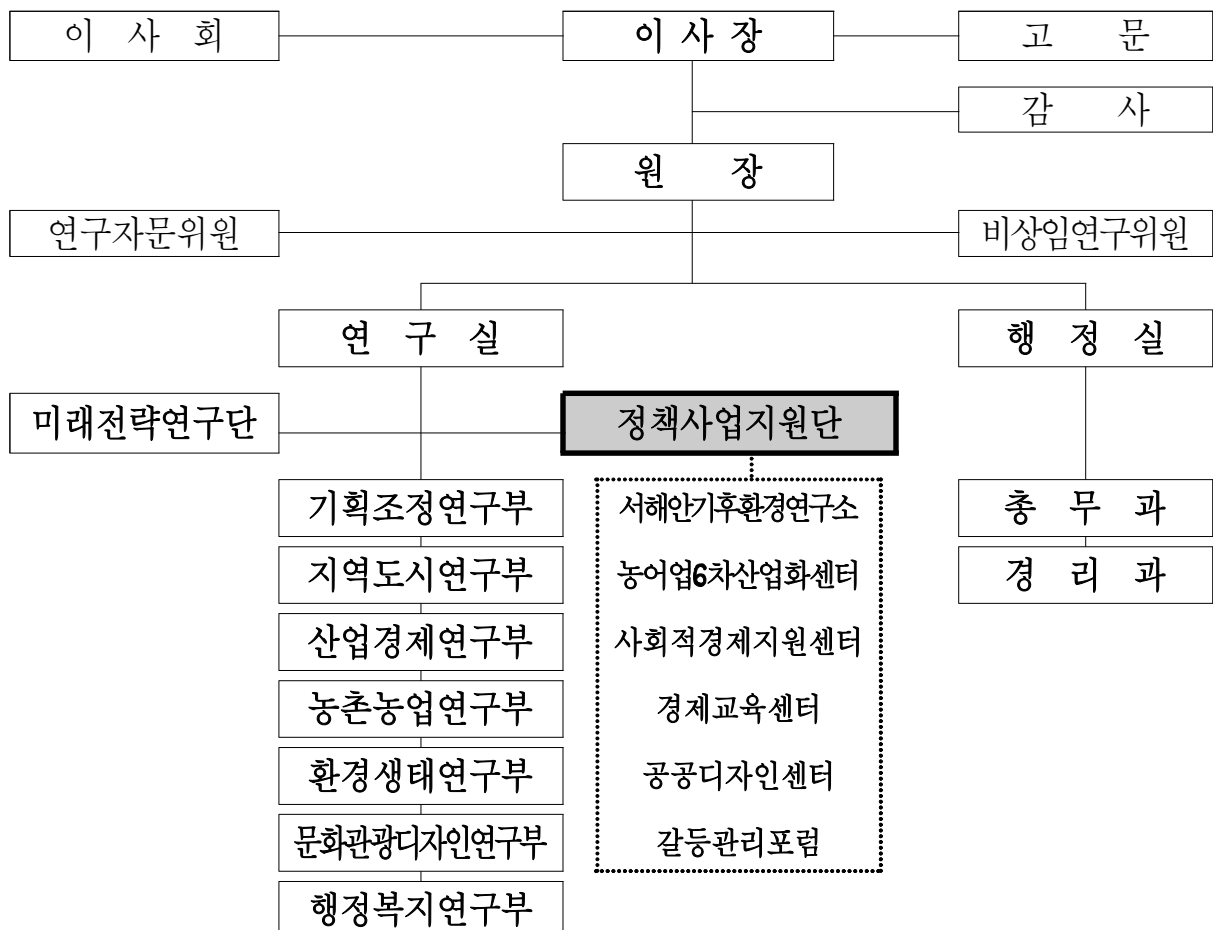 이 사 회
이 사 장
고 문
감 사
원 장
연구자문위원
비상임연구위원
연 구 실
행 정 실
미래전략연구단
정책사업지원단
기획조정연구부
서해안기후환경연구소
총 무 과
지역도시연구부
농어업6차산업화센터
경 리 과
산업경제연구부
사회적경제지원센터
농촌농업연구부
경제교육센터
환경생태연구부
공공디자인센터
문화관광디자인연구부
갈등관리포럼
행정복지연구부